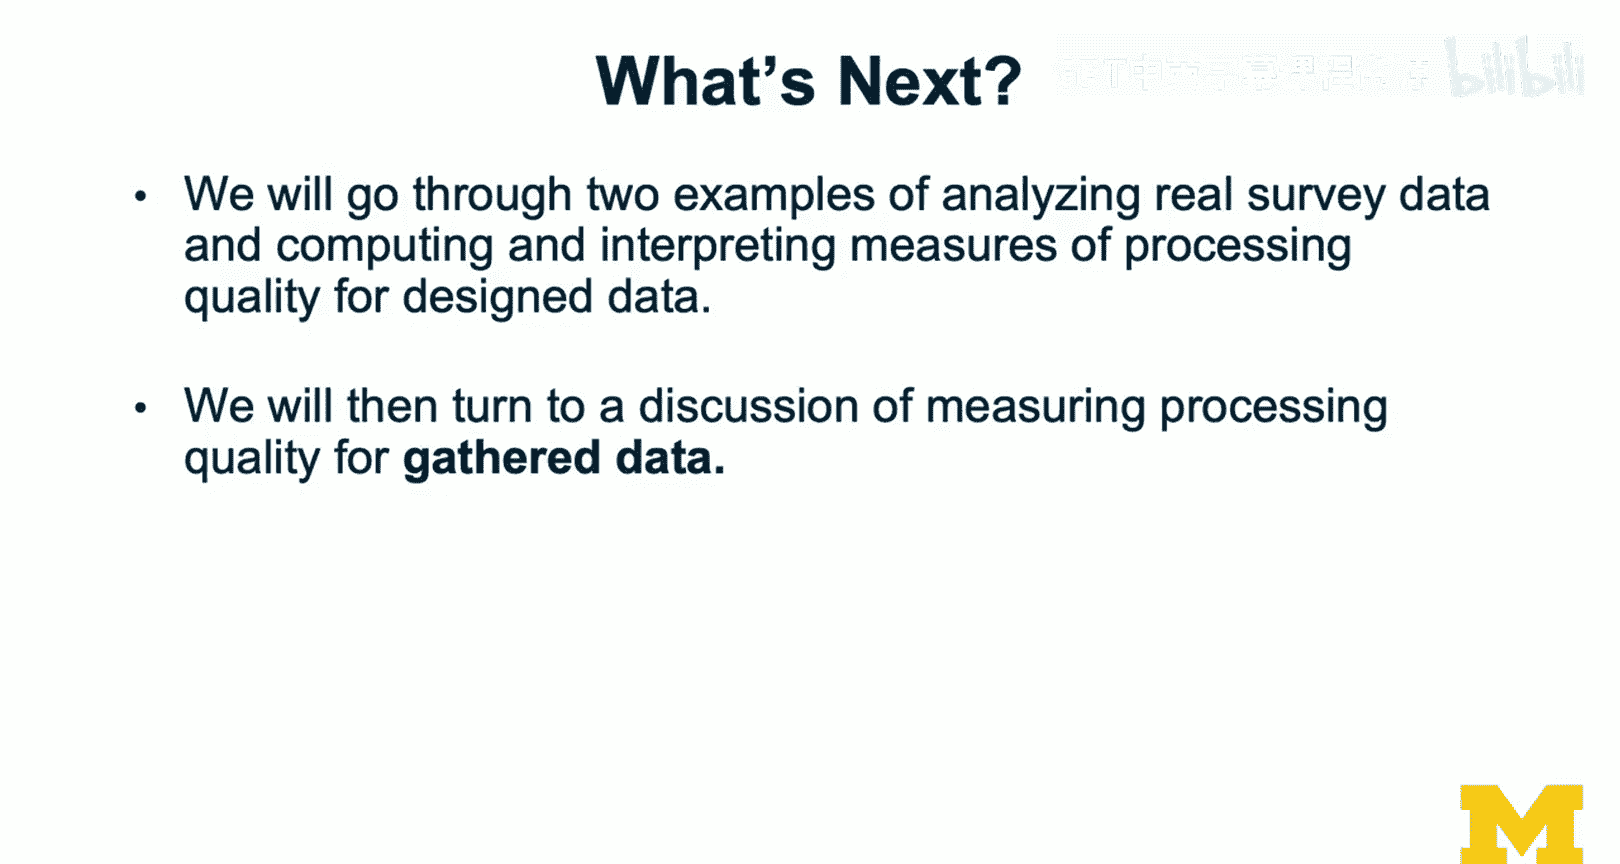 What's Next?
bilibili
• We will go through two examples of analyzing real survey data
and computing and interpreting measures of processing
quality for designed data.
• We will then turn to a discussion of measuring processing
quality for gathered data.
M